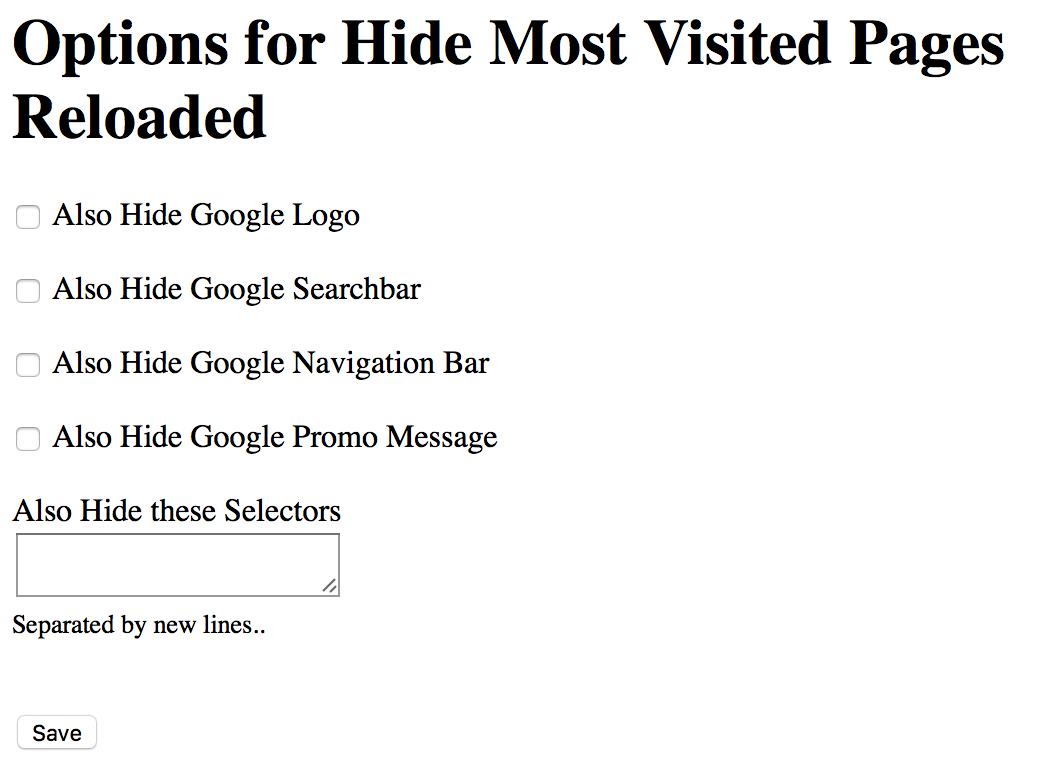 Options for Hide Most Visited Pages
Reloaded
Also Hide Google Logo
Also Hide Google Searchbar
Also Hide Google Navigation Bar
Also Hide Google Promo Message
Also Hide these Selectors
Separated by new lines..
Save